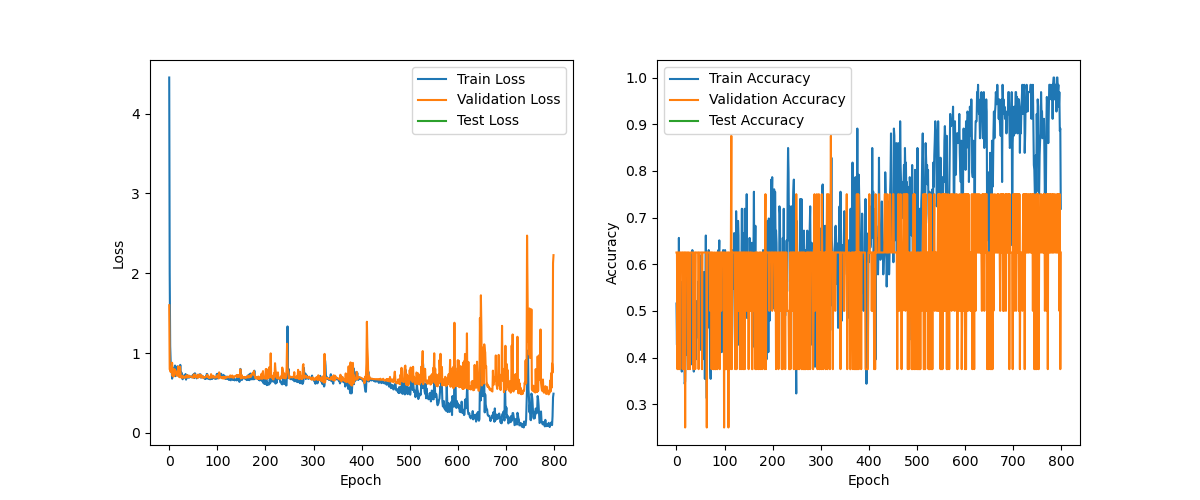 Train Loss
Validation Loss
Test Loss
4
3
2
1
0
Loss
0 100 200 300 400 500 600 700 800
Epoch
Train Accuracy
Validation Accuracy
Test Accuracy
1.0
0.9
0.8
0.7
0.6
0.5
0.4
0.3
Accuracy
0 100 200 300 400 500 600 700 800
Epoch